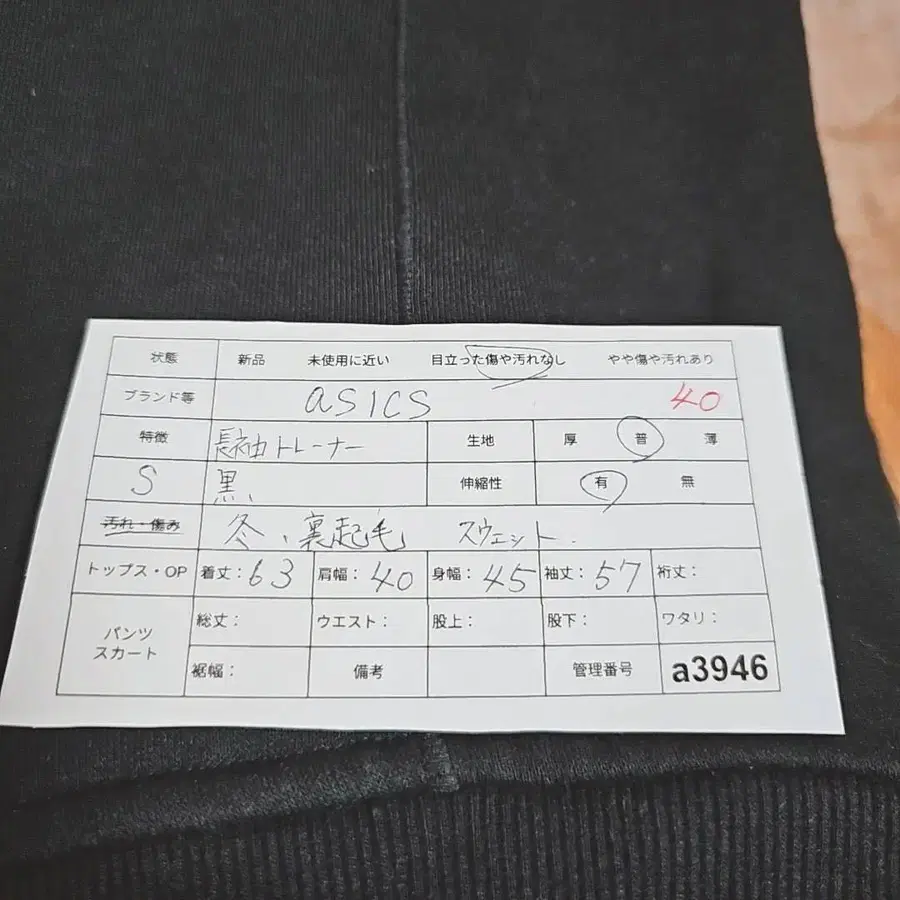 状態 新品 未使用に近い 目立った傷や汚れなし やや傷や汚れあり
ブランド等 asics 40
特徴 長袖トレーナー 生地 厚 普 薄
S 黒 伸縮性 有 無
汚れ・傷み 冬、裏起毛 スウェット.
トップス・OP 着丈:63 肩幅:40 身幅:45 袖丈:57 裄丈:
パンツ スカート 総丈: ウエスト: 股上: 股下: ワタリ:
裾幅: 備考 管理番号 a3946